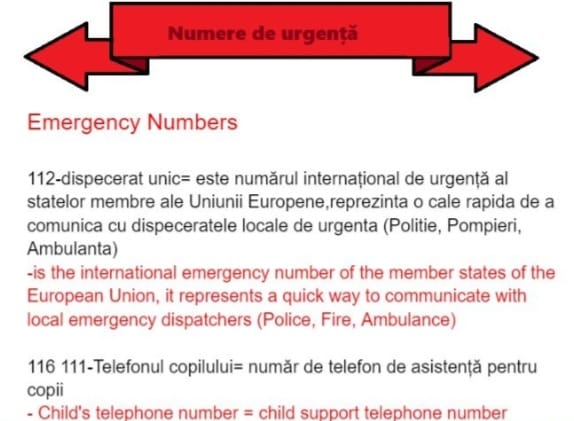 Numere de urgență
Emergency Numbers
112-dispecerat unic= este numărul internațional de urgență al
statelor membre ale Uniunii Europene,reprezinta o cale rapida de a
comunica cu dispeceratele locale de urgenta (Politie, Pompieri,
Ambulanta)
-is the international emergency number of the member states of the
European Union, it represents a quick way to communicate with
local emergency dispatchers (Police, Fire, Ambulance)
116 111-Telefonul copilului= număr de telefon de asistență pentru
copii
- Child's telephone number = child support telephone number